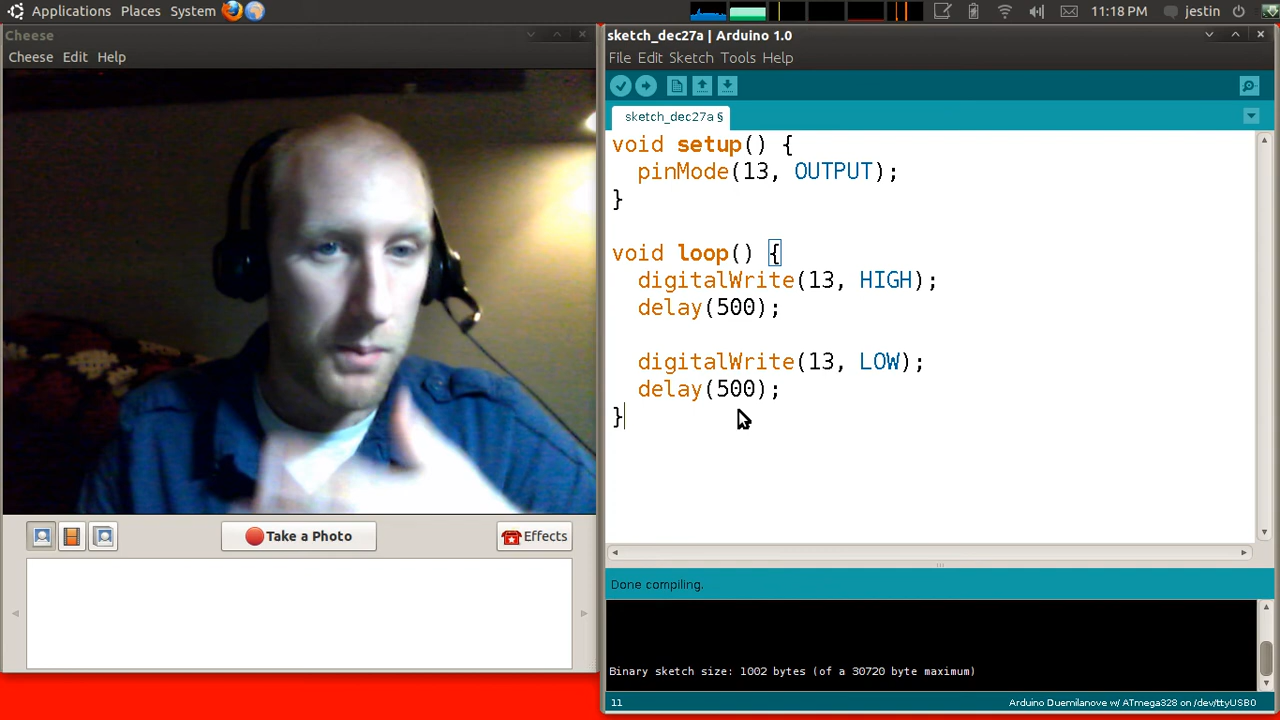 Applications Places System 11:18 PM jestin
Cheese
Cheese Edit Help
Take a Photo
Effects
sketch_dec27a | Arduino 1.0
File Edit Sketch Tools Help
sketch_dec27a §
void setup() {
pinMode(13, OUTPUT);
}
void loop() {
digitalWrite(13, HIGH);
delay(500);
digitalWrite(13, LOW);
delay(500);
}
Done compiling.
Binary sketch size: 1002 bytes (of a 30720 byte maximum)
11 Arduino Duemilanove w/ ATmega328 on /dev/ttyUSB0